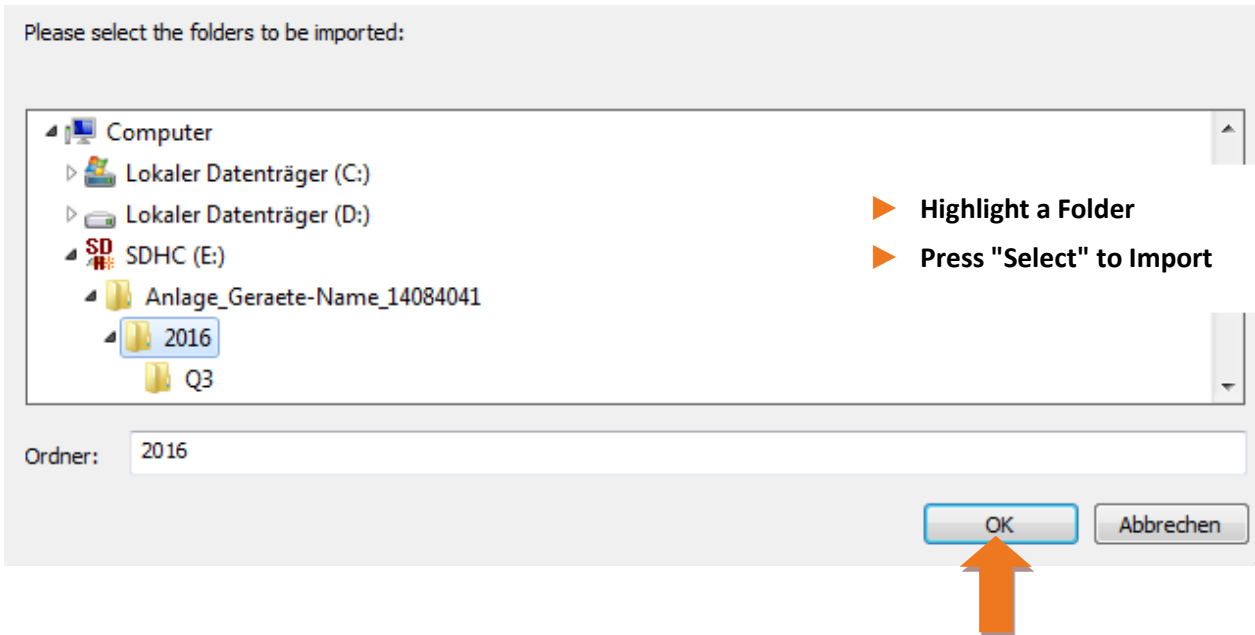 Please select the folders to be imported:
Computer
Lokaler Datenträger (C:)
Lokaler Datenträger (D:)
SDHC (E:)
Anlage_Geraete-Name_14084041
2016
Q3
Highlight a Folder
Press "Select" to Import
Ordner: 2016
OK Abbrechen